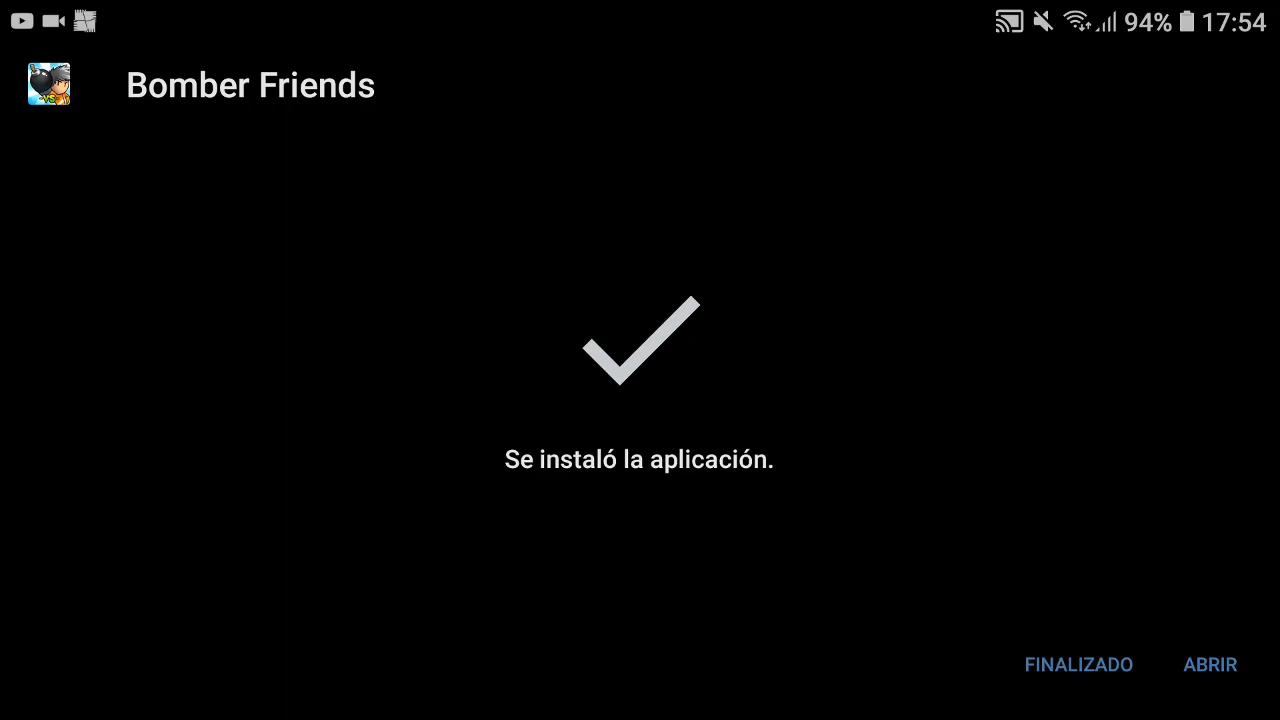 94% 17:54
Bomber Friends
Se instaló la aplicación.
FINALIZADO ABRIR